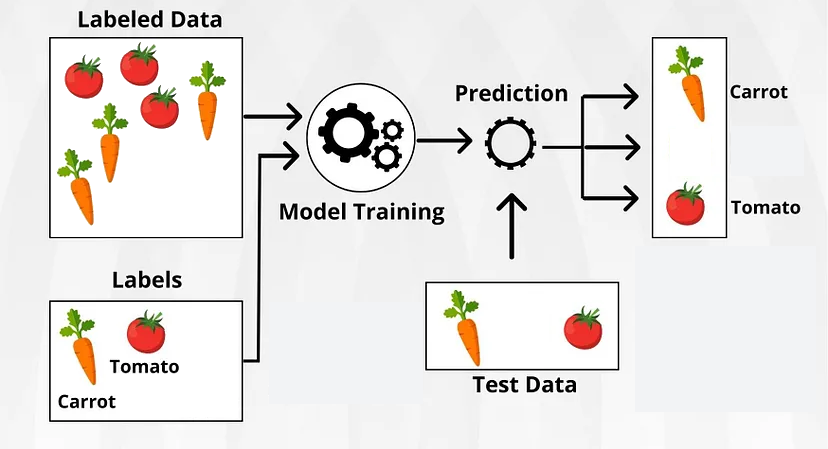 Labeled Data
Prediction
Carrot
Model Training
Tomato
Labels
Tomato
Carrot
Test Data